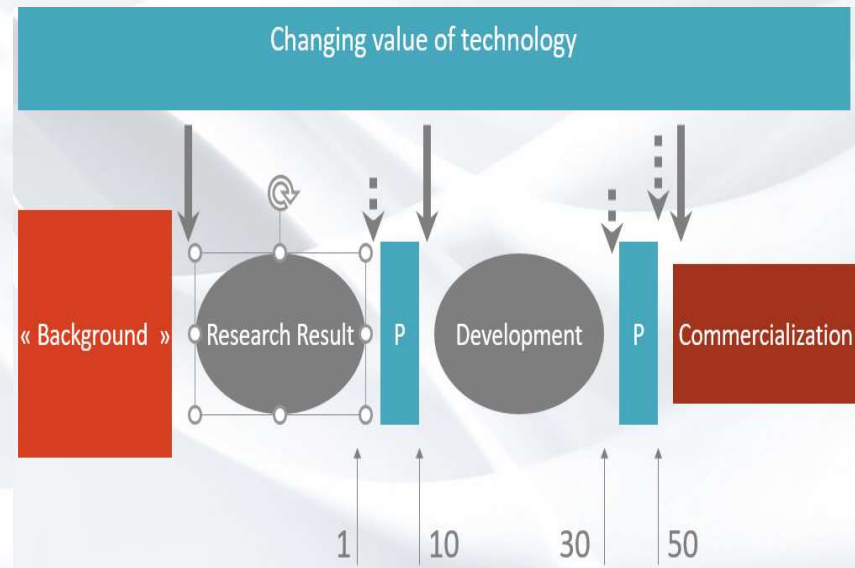 Changing value of technology
« Background »
Research Result
P
Development
P
Commercialization
1
10
30
50